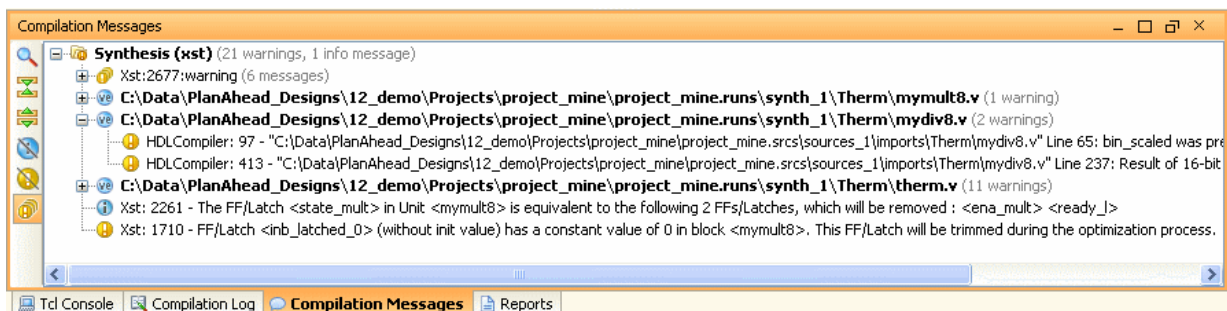 Compilation Messages
Synthesis (xst) (21 warnings, 1 info message)
Xst:2677:warning (6 messages)
C:\Data\PlanAhead_Designs\12_demo\Projects\project_mine\project_mine.runs\synth_1\Therm\mymult8.v (1 warning)
C:\Data\PlanAhead_Designs\12_demo\Projects\project_mine\project_mine.runs\synth_1\Therm\mydiv8.v (2 warnings)
HDLCompiler: 97 - "C:\Data\PlanAhead_Designs\12_demo\Projects\project_mine\project_mine.srcs\sources_1\imports\Therm\mydiv8.v" Line 65: bin_scaled was pre
HDLCompiler: 413 - "C:\Data\PlanAhead_Designs\12_demo\Projects\project_mine\project_mine.srcs\sources_1\imports\Therm\mydiv8.v" Line 237: Result of 16-bit
C:\Data\PlanAhead_Designs\12_demo\Projects\project_mine\project_mine.runs\synth_1\Therm\therm.v (11 warnings)
Xst: 2261 - The FF/Latch <state_mult> in Unit <mymult8> is equivalent to the following 2 FFs/Latches, which will be removed : <ena_mult> <ready_l>
Xst: 1710 - FF/Latch <inb_latched_0> (without init value) has a constant value of 0 in block <mymult8>. This FF/Latch will be trimmed during the optimization process.
Tcl Console Compilation Log Compilation Messages Reports